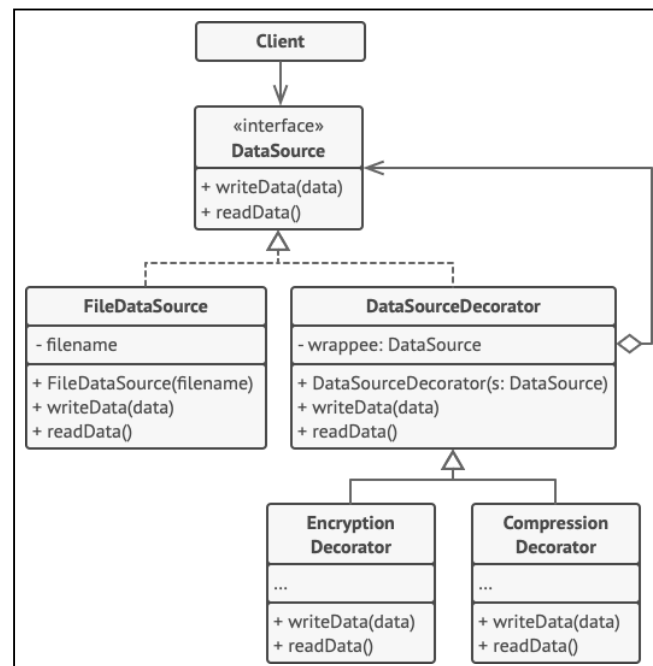 Client
«interface»
DataSource
+ writeData(data)
+ readData()
FileDataSource
- filename
+ FileDataSource(filename)
+ writeData(data)
+ readData()
DataSourceDecorator
- wrappee: DataSource
+ DataSourceDecorator(s: DataSource)
+ writeData(data)
+ readData()
Encryption
Decorator
...
+ writeData(data)
+ readData()
Compression
Decorator
...
+ writeData(data)
+ readData()